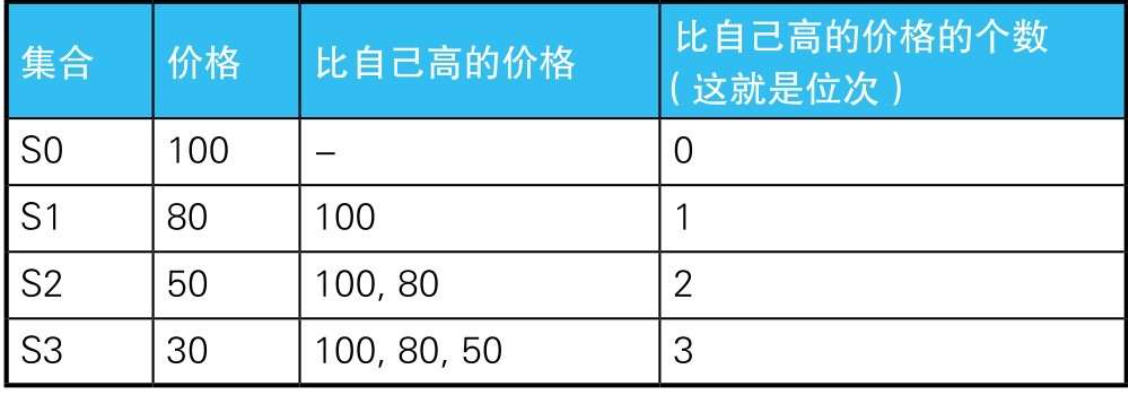 集合 价格 比自己高的价格 比自己高的价格的个数
（这就是位次）
S0 100 – 0
S1 80 100 1
S2 50 100, 80 2
S3 30 100, 80, 50 3